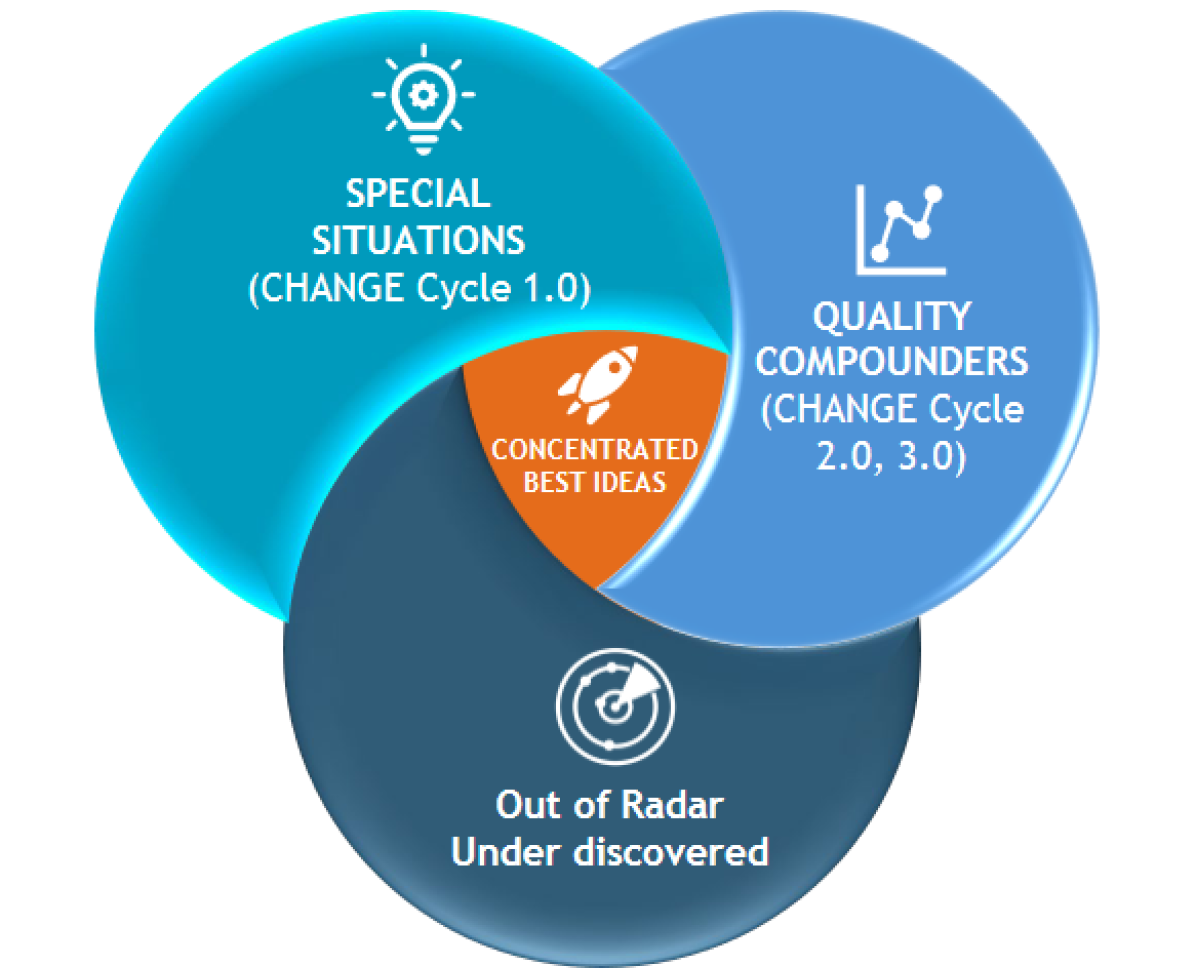 SPECIAL
SITUATIONS
(CHANGE Cycle 1.0)
QUALITY
COMPOUNDERS
(CHANGE Cycle
2.0, 3.0)
CONCENTRATED
BEST IDEAS
Out of Radar
Under discovered